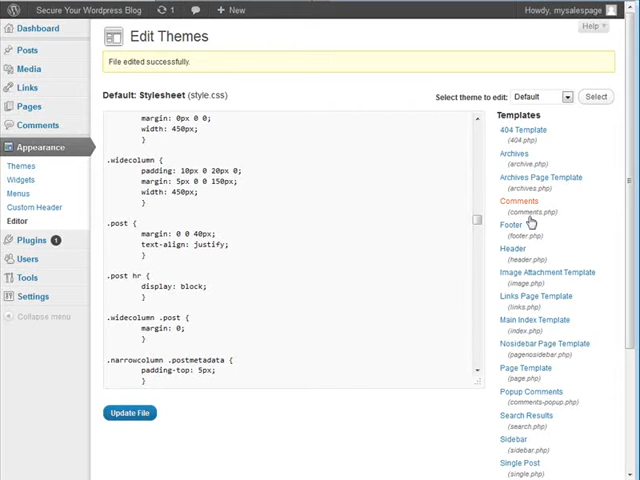 Secure Your Wordpress Blog 1 + New Howdy, mysalespage
Help
Dashboard
Posts
Media
Links
Pages
Comments
Appearance
Themes
Widgets
Menus
Custom Header
Editor
Plugins 1
Users
Tools
Settings
Collapse menu
Edit Themes
File edited successfully.
Default: Stylesheet (style.css)
Select theme to edit: Default Select
margin: 0px 0 0;
width: 450px;
}
.widecolumn {
padding: 10px 0 20px 0;
margin: 5px 0 0 150px;
width: 450px;
}
.post {
margin: 0 0 40px;
text-align: justify;
}
.post hr {
display: block;
}
.widecolumn .post {
margin: 0;
}
.narrowcolumn .postmetadata {
padding-top: 5px;
}
Update File
Templates
404 Template
(404.php)
Archives
(archive.php)
Archives Page Template
(archives.php)
Comments
(comments.php)
Footer
(footer.php)
Header
(header.php)
Image Attachment Template
(image.php)
Links Page Template
(links.php)
Main Index Template
(index.php)
Nosidebar Page Template
(pagenosidebar.php)
Page Template
(page.php)
Popup Comments
(comments-popup.php)
Search Results
(search.php)
Sidebar
(sidebar.php)
Single Post
(single.php)